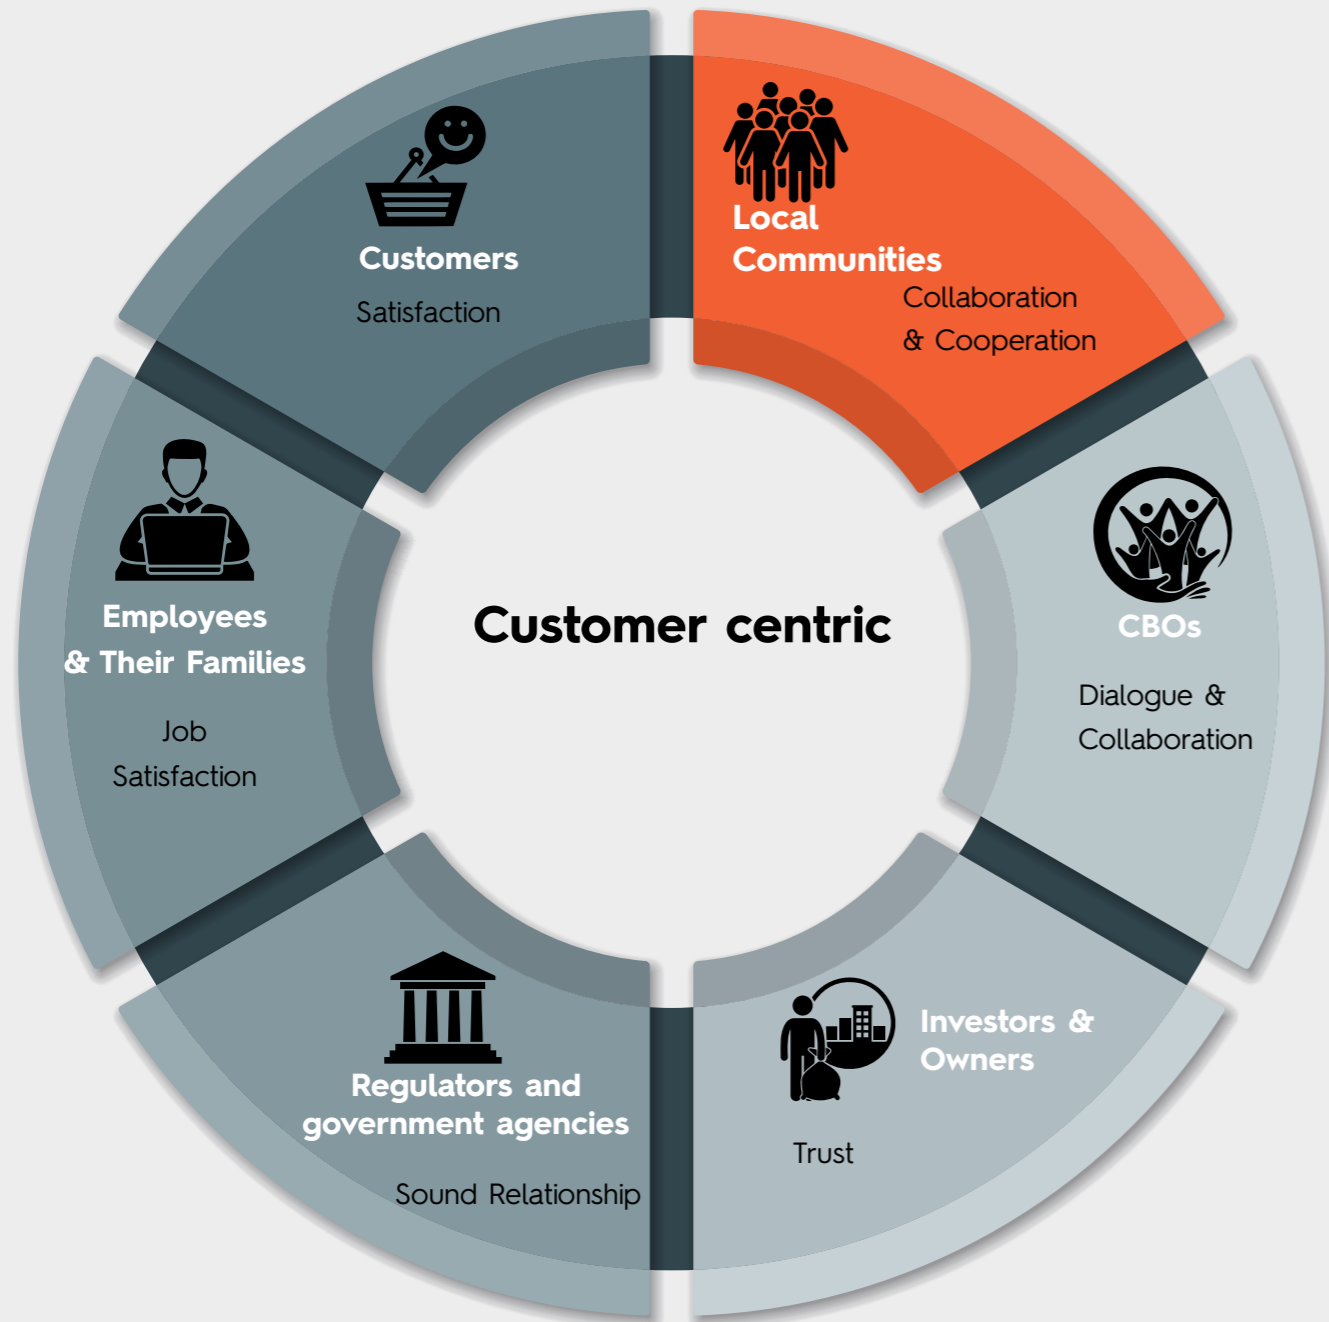 Customers
Satisfaction
Local
Communities
Collaboration
& Cooperation
Employees
& Their Families
Job
Satisfaction
Customer centric
CBOs
Dialogue &
Collaboration
Regulators and
government agencies
Sound Relationship
Investors &
Owners
Trust